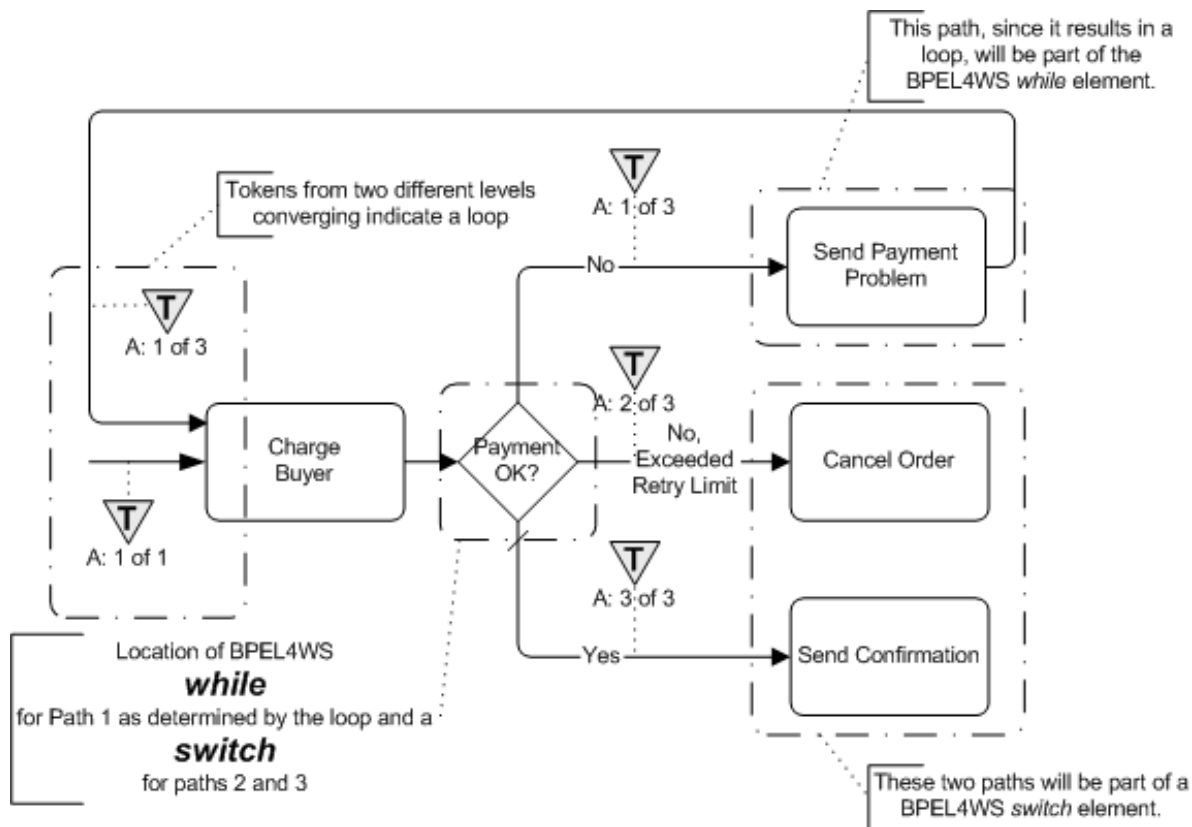 This path, since it results in a
loop, will be part of the
BPEL4WS while element.
T
A: 1 of 3
Tokens from two different levels
converging indicate a loop
No
Send Payment
Problem
T
A: 1 of 3
T
A: 2 of 3
Charge
Buyer
Payment
OK?
No,
Exceeded
Retry Limit
Cancel Order
T
A: 1 of 1
T
A: 3 of 3
Yes
Send Confirmation
Location of BPEL4WS
while
for Path 1 as determined by the loop and a
switch
for paths 2 and 3
These two paths will be part of a
BPEL4WS switch element.